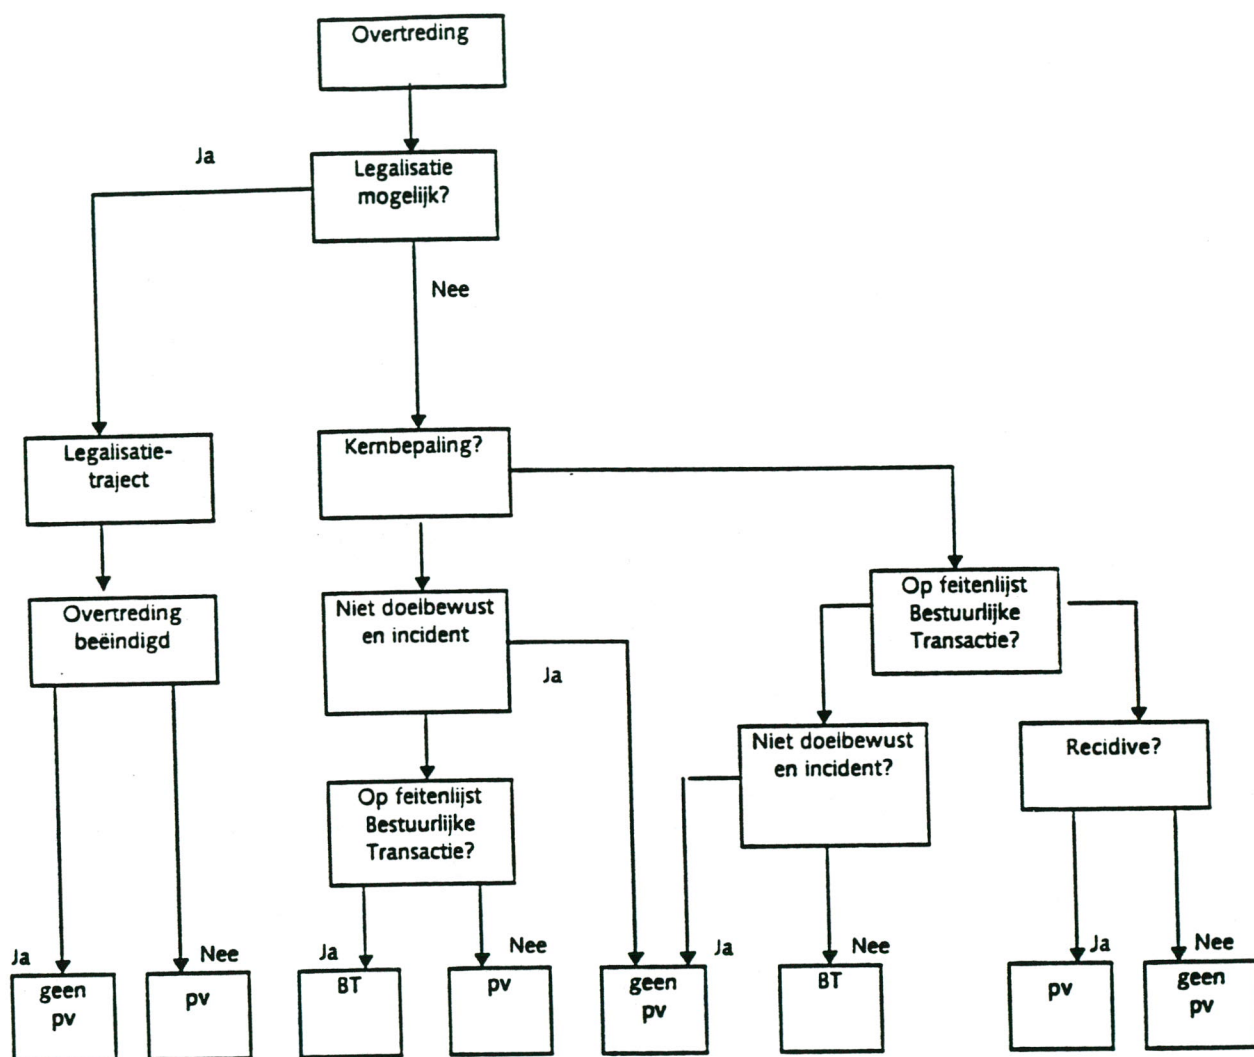 Overtreding
Ja
Legalisatie
mogelijk?
Nee
Legalisatie-
traject
Kernbepaling?
Overtreding
beëindigd
Niet doelbewust
en incident
Ja
Op feitenlijst
Bestuurlijke
Transactie?
Niet doelbewust
en incident?
Recidive?
Op feitenlijst
Bestuurlijke
Transactie?
Ja
Nee
Ja
Nee
Ja
Nee
Ja
Nee
geen
pv
pv
BT
pv
geen
pv
BT
pv
geen
pv